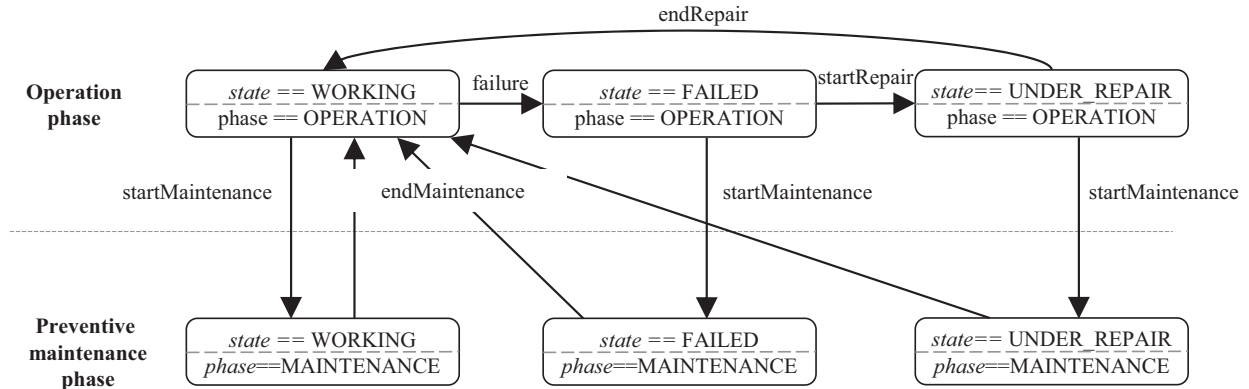 endRepair
Operation
phase
state == WORKING
phase == OPERATION
failure
state == FAILED
phase == OPERATION
startRepair
state== UNDER_REPAIR
phase == OPERATION
startMaintenance
endMaintenance
startMaintenance
startMaintenance
Preventive
maintenance
phase
state == WORKING
phase==MAINTENANCE
state == FAILED
phase==MAINTENANCE
state== UNDER_REPAIR
phase==MAINTENANCE